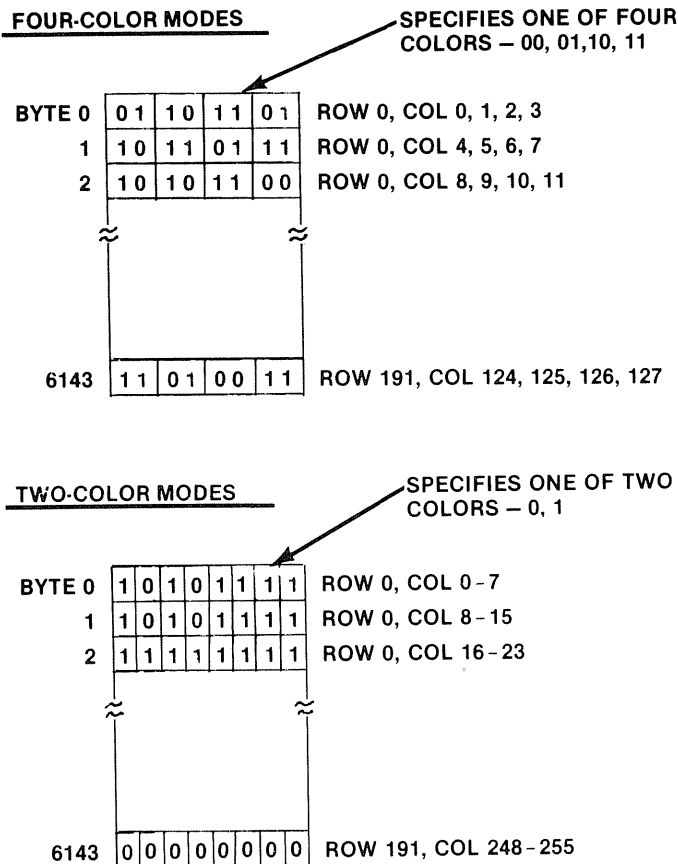 FOUR-COLOR MODES
SPECIFIES ONE OF FOUR
COLORS — 00, 01,10, 11
BYTE 0 01 10 11 01 ROW 0, COL 0, 1, 2, 3
1 10 11 01 11 ROW 0, COL 4, 5, 6, 7
2 10 10 11 00 ROW 0, COL 8, 9, 10, 11
6143 11 01 00 11 ROW 191, COL 124, 125, 126, 127
TWO-COLOR MODES
SPECIFIES ONE OF TWO
COLORS — 0, 1
BYTE 0 1 0 1 0 1 1 1 1 ROW 0, COL 0-7
1 1 0 1 0 1 1 1 1 ROW 0, COL 8-15
2 1 1 1 1 1 1 1 1 ROW 0, COL 16-23
6143 0 0 0 0 0 0 0 0 ROW 191, COL 248-255